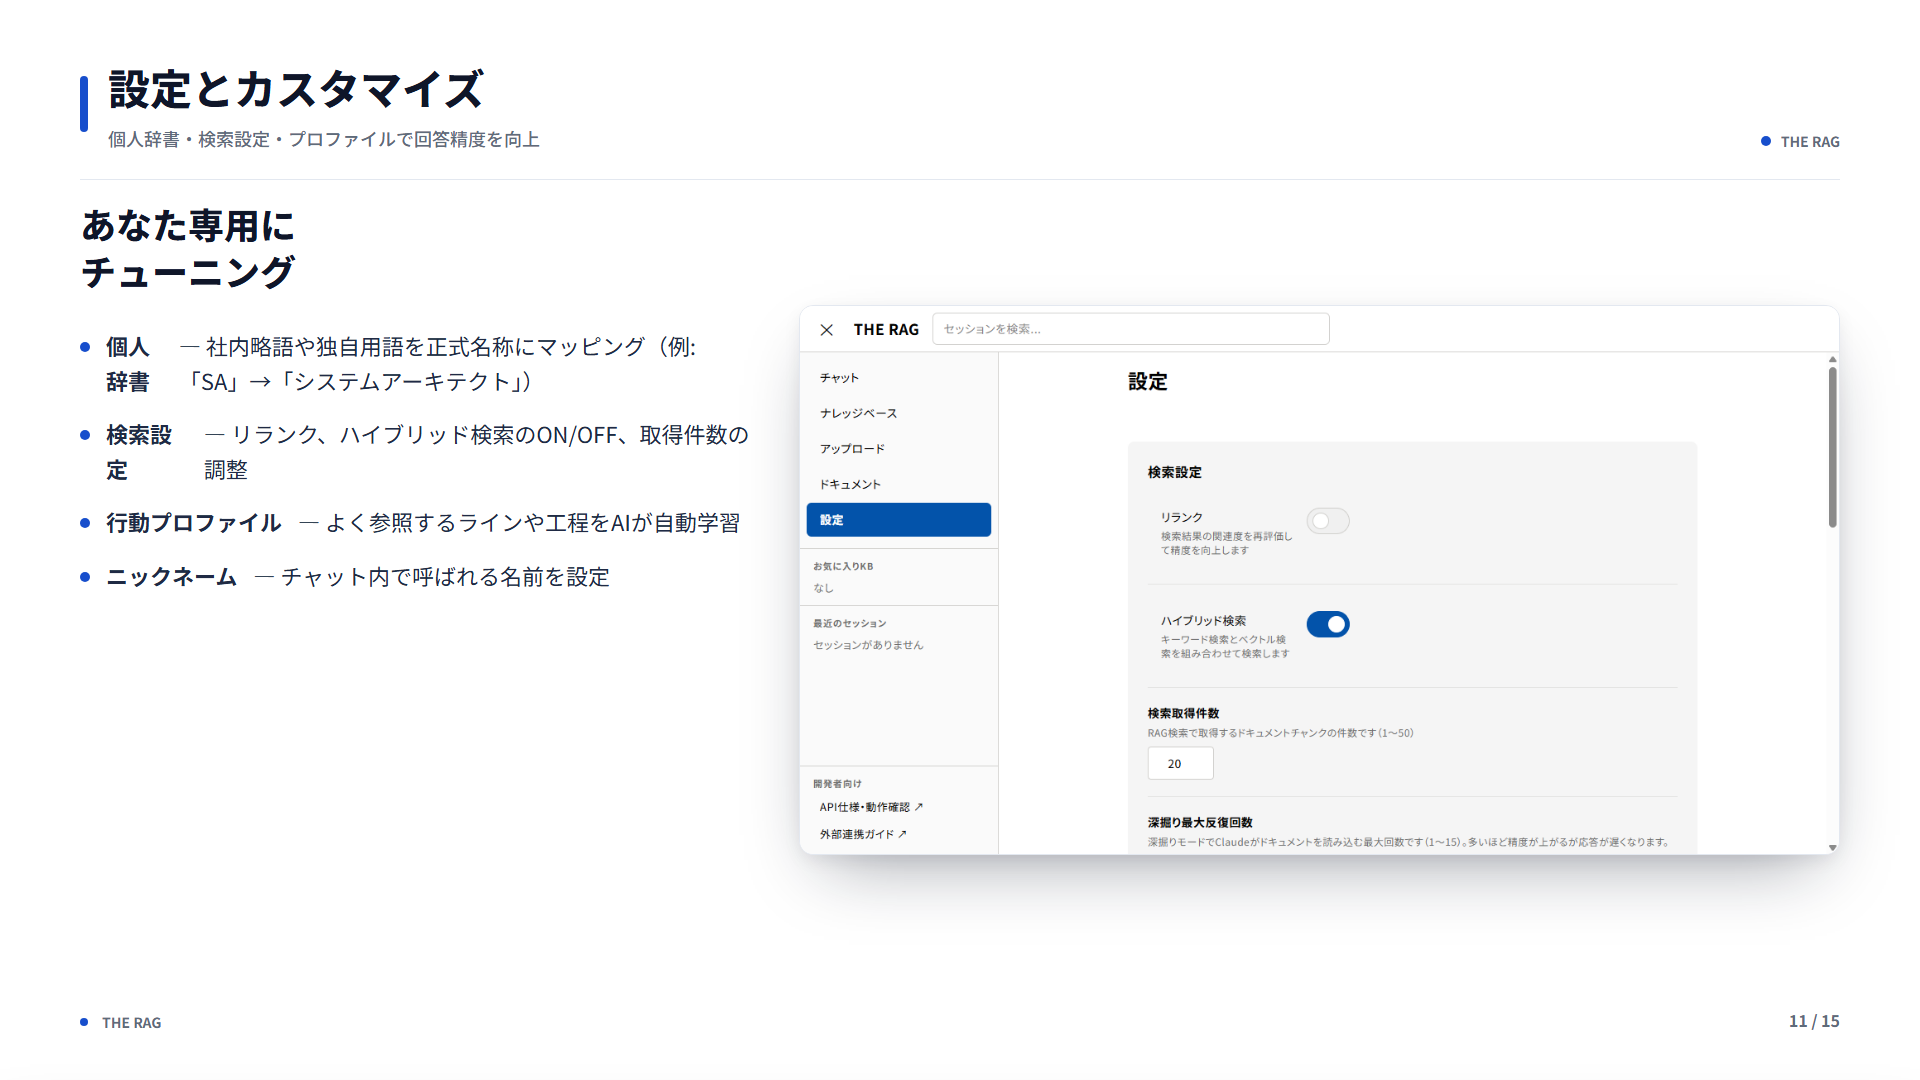 設定とカスタマイズ
個人辞書・検索設定・プロファイルで回答精度を向上
THE RAG
あなた専用に
チューニング
個人辞書 — 社内略語や独自用語を正式名称にマッピング（例:
「SA」→「システムアーキテクト」）
検索設定 — リランク、ハイブリッド検索のON/OFF、取得件数の
調整
行動プロファイル — よく参照するラインや工程をAIが自動学習
ニックネーム — チャット内で呼ばれる名前を設定
THE RAG
セッションを検索...
チャット
ナレッジベース
アップロード
ドキュメント
設定
お気に入りKB
なし
最近のセッション
セッションがありません
開発者向け
API仕様・動作確認 ↗
外部連携ガイド ↗
設定
検索設定
リランク
検索結果の関連度を再評価し
て精度を向上します
ハイブリッド検索
キーワード検索とベクトル検
索を組み合わせて検索します
検索取得件数
RAG検索で取得するドキュメントチャンクの件数です（1〜50）
20
深掘り最大反復回数
深掘りモードでClaudeがドキュメントを読み込む最大回数です（1〜15）。多いほど精度が上がるが応答が遅くなります。
THE RAG
11 / 15